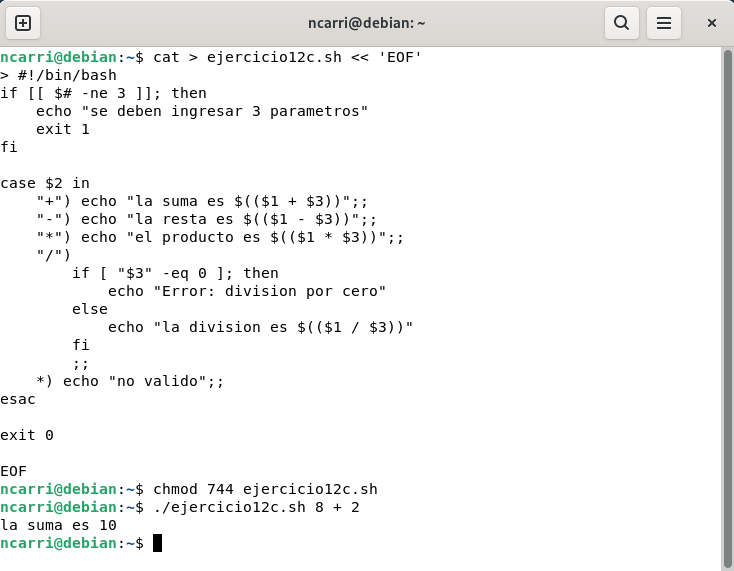 ncarri@debian: ~
ncarri@debian:~$ cat > ejercicio12c.sh << 'EOF'
> #!/bin/bash
if [[ $# -ne 3 ]]; then
    echo "se deben ingresar 3 parametros"
    exit 1
fi

case $2 in
    "+") echo "la suma es $(($1 + $3))";;
    "-") echo "la resta es $(($1 - $3))";;
    "*") echo "el producto es $(($1 * $3))";;
    "/")
        if [ "$3" -eq 0 ]; then
            echo "Error: division por cero"
        else
            echo "la division es $(($1 / $3))"
        fi
        ;;
    *) echo "no valido";;
esac

exit 0

EOF
ncarri@debian:~$ chmod 744 ejercicio12c.sh
ncarri@debian:~$ ./ejercicio12c.sh 8 + 2
la suma es 10
ncarri@debian:~$